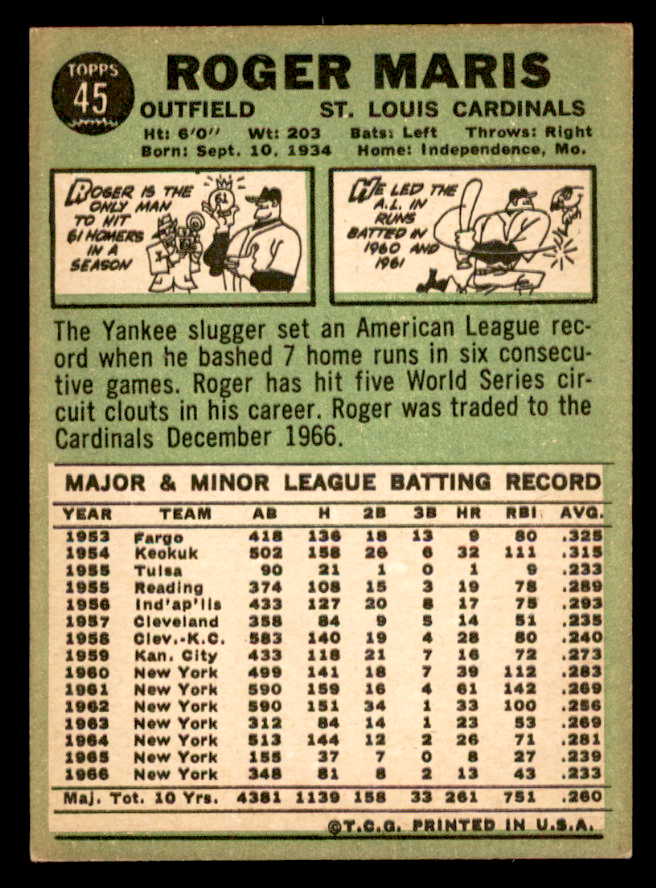 TOPPS
45
ROGER MARIS
OUTFIELD ST. LOUIS CARDINALS
Ht: 6'0" Wt: 203 Bats: Left Throws: Right
Born: Sept. 10, 1934 Home: Independence, Mo.
ROGER IS THE
ONLY MAN
TO HIT
61 HOMERS
IN A
SEASON
HE LED THE
A.L. IN
RUNS
BATTED IN
1960 AND
1961
The Yankee slugger set an American League rec-
ord when he bashed 7 home runs in six consecu-
tive games. Roger has hit five World Series cir-
cuit clouts in his career. Roger was traded to the
Cardinals December 1966.
MAJOR & MINOR LEAGUE BATTING RECORD
YEAR TEAM AB H 2B 3B HR RBI AVG.
1953 Fargo 418 136 18 13 9 80 .325
1954 Keokuk 502 158 26 6 32 111 .315
1955 Tulsa 90 21 1 0 1 9 .233
1955 Reading 374 108 15 3 19 78 .289
1956 Ind'ap'lis 433 127 20 8 17 75 .293
1957 Cleveland 358 84 9 5 14 51 .235
1958 Clev.-K.C. 583 140 19 4 28 80 .240
1959 Kan. City 433 118 21 7 16 72 .273
1960 New York 499 141 18 7 39 112 .283
1961 New York 590 159 16 4 61 142 .269
1962 New York 590 151 34 1 33 100 .256
1963 New York 312 84 14 1 23 53 .269
1964 New York 513 144 12 2 26 71 .281
1965 New York 155 37 7 0 8 27 .239
1966 New York 348 81 8 2 13 43 .233
Maj. Tot. 10 Yrs. 4381 1139 158 33 261 751 .260
©T.C.G. PRINTED IN U.S.A.